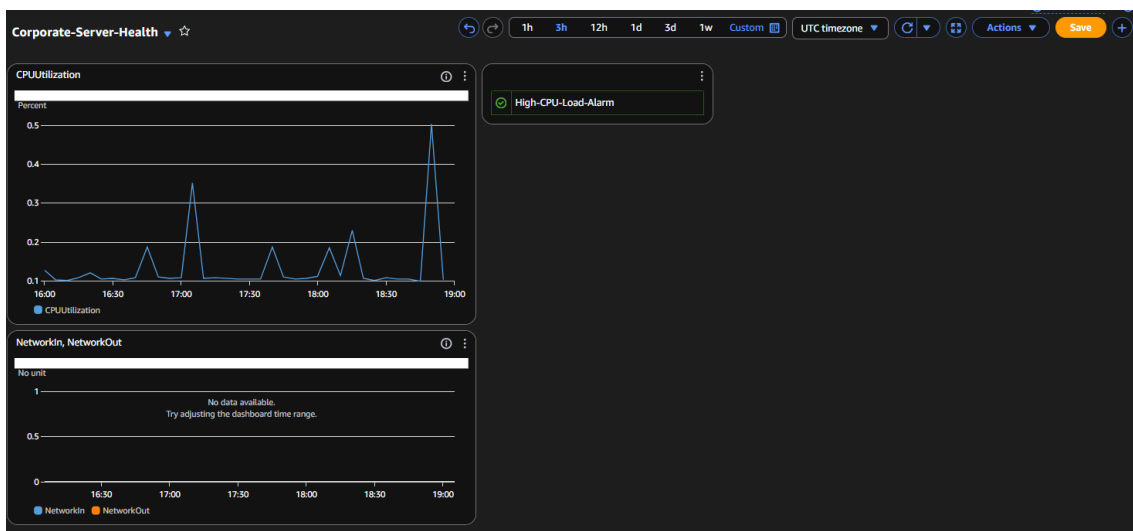 Corporate-Server-Health
1h 3h 12h 1d 3d 1w Custom UTC timezone Actions Save
CPUUtilization
Percent
0.5
0.4
0.3
0.2
0.1
16:00 16:30 17:00 17:30 18:00 18:30 19:00
CPUUtilization
High-CPU-Load-Alarm
NetworkIn, NetworkOut
No unit
1
No data available.
Try adjusting the dashboard time range.
0.5
0
16:30 17:00 17:30 18:00 18:30 19:00
NetworkIn NetworkOut